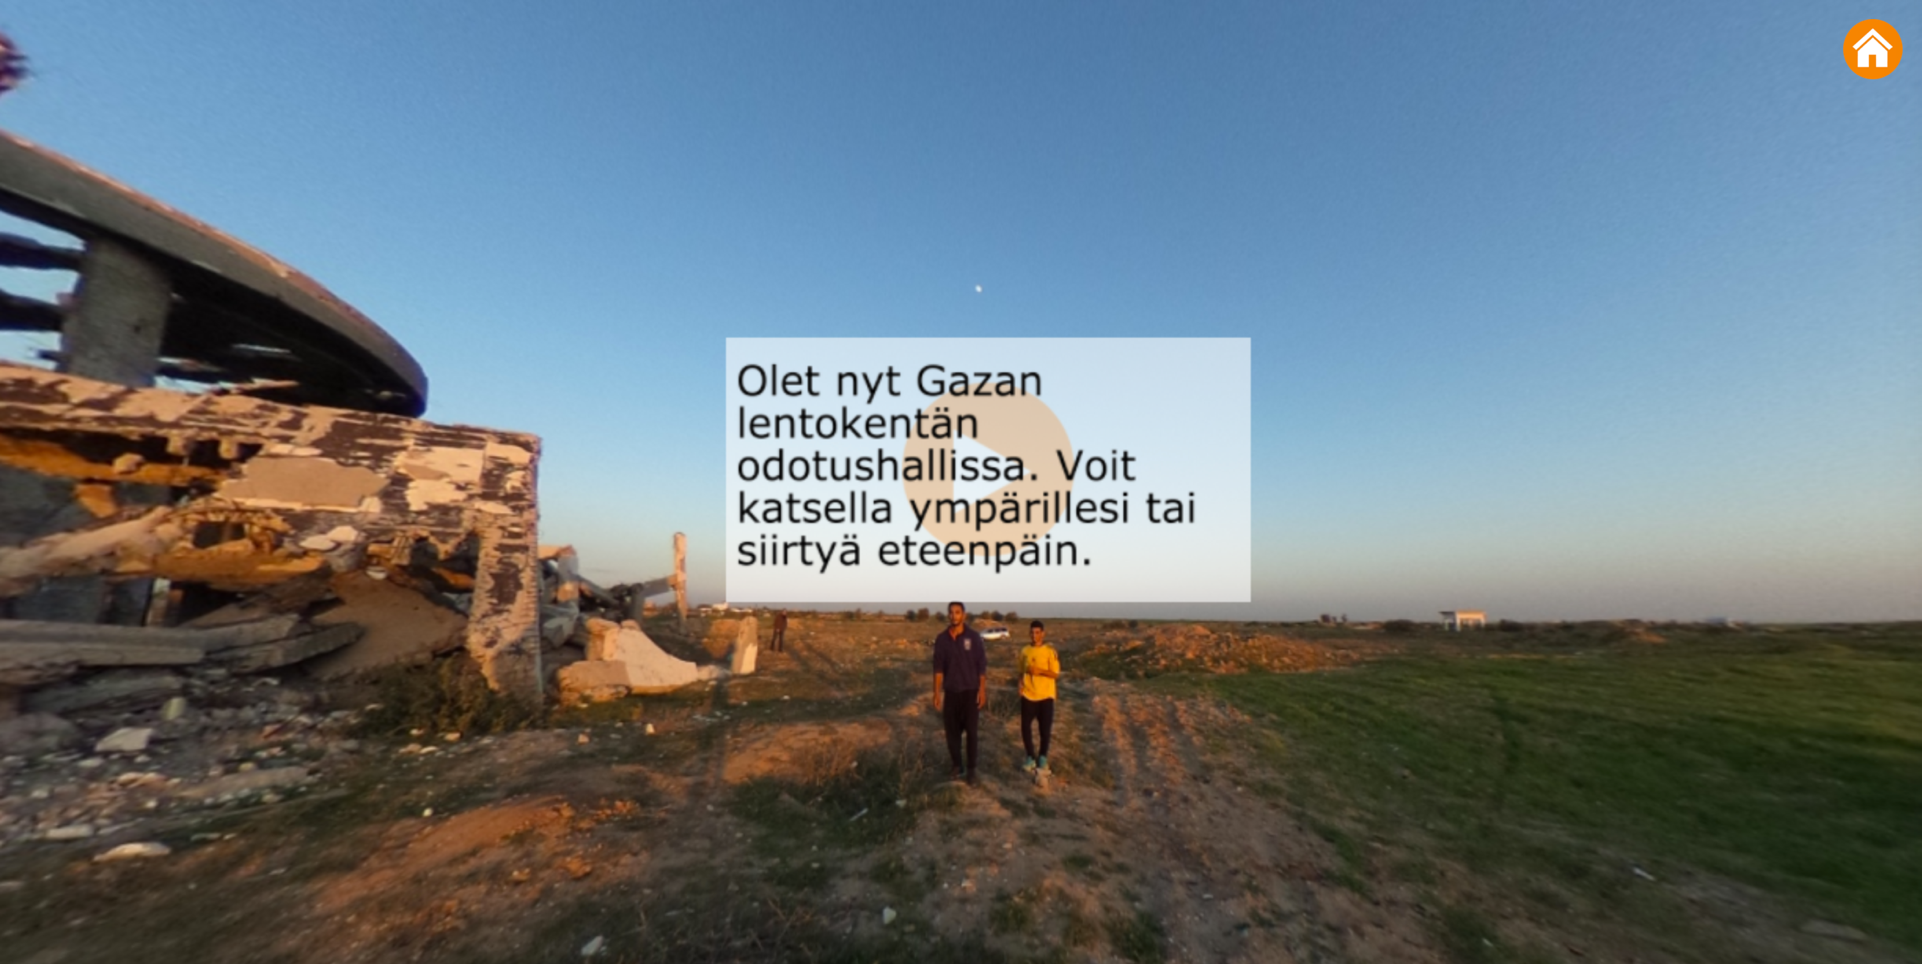 Olet nyt Gazan
lentokentän
odotushallissa. Voit
katsella ympärillesi tai
siirtyä eteenpäin.